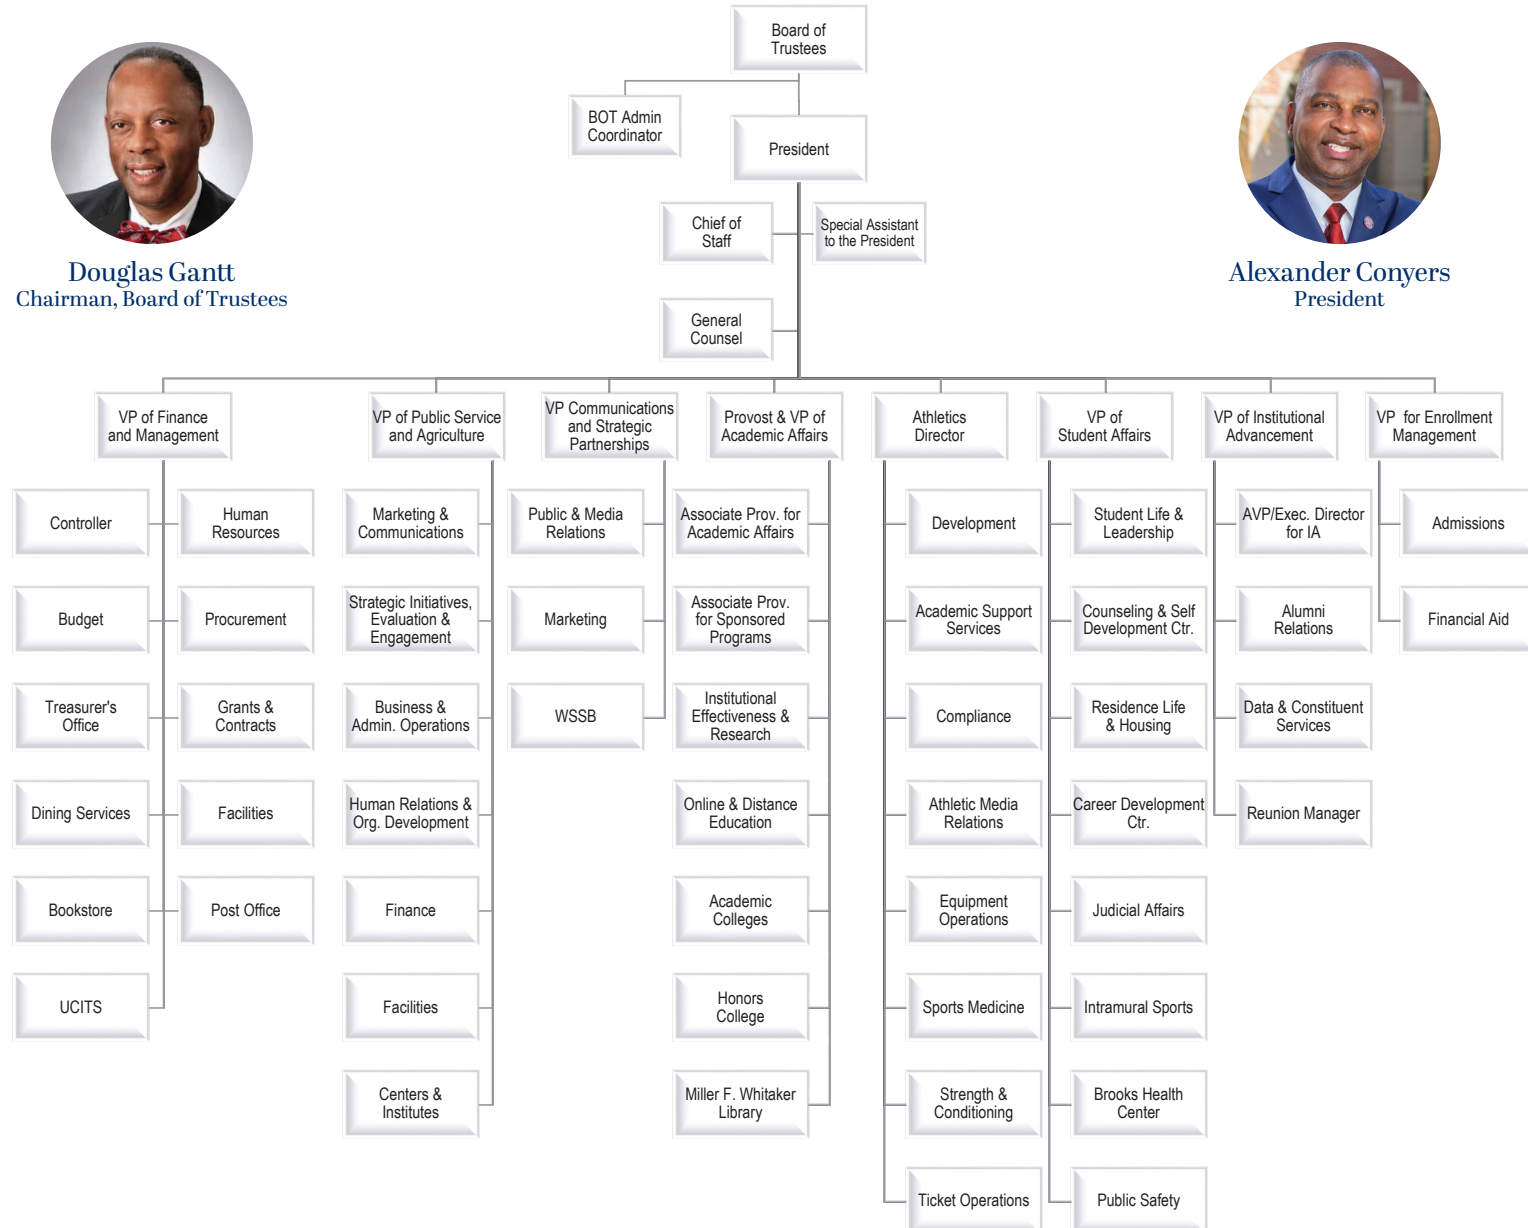 Board of
Trustees
BOT Admin
Coordinator
President
Chief of
Staff
Special Assistant
to the President
General
Counsel
Douglas Gantt
Chairman, Board of Trustees
Alexander Conyers
President
VP of Finance
and Management
VP of Public Service
and Agriculture
VP Communications
and Strategic
Partnerships
Provost & VP of
Academic Affairs
Athletics
Director
VP of
Student Affairs
VP of Institutional
Advancement
VP for Enrollment
Management
Controller
Human
Resources
Budget
Procurement
Treasurer's
Office
Grants &
Contracts
Dining Services
Facilities
Bookstore
Post Office
UCITS
Marketing &
Communications
Strategic Initiatives,
Evaluation &
Engagement
Business &
Admin. Operations
Human Relations &
Org. Development
Finance
Facilities
Centers &
Institutes
Public & Media
Relations
Marketing
WSSB
Associate Prov. for
Academic Affairs
Associate Prov.
for Sponsored
Programs
Institutional
Effectiveness &
Research
Online & Distance
Education
Academic
Colleges
Honors
College
Miller F. Whitaker
Library
Development
Academic Support
Services
Compliance
Athletic Media
Relations
Equipment
Operations
Sports Medicine
Strength &
Conditioning
Ticket Operations
Student Life &
Leadership
Counseling & Self
Development Ctr.
Residence Life
& Housing
Career Development
Ctr.
Judicial Affairs
Intramural Sports
Brooks Health
Center
Public Safety
AVP/Exec. Director
for IA
Alumni
Relations
Data & Constituent
Services
Reunion Manager
Admissions
Financial Aid